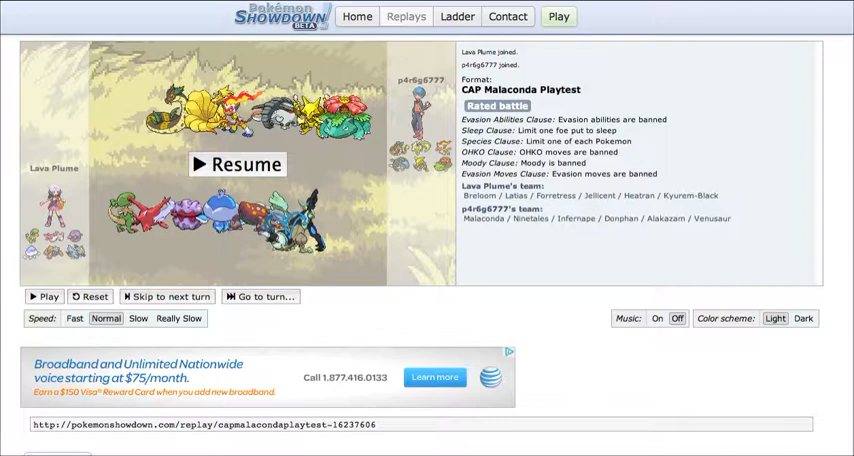 Pokémon
SHOWDOWN!
BETA
Home
Replays
Ladder
Contact
Play
Lava Plume
p4r6g6777
▶ Resume
Lava Plume joined.
p4r6g6777 joined.
Format:
CAP Malaconda Playtest
Rated battle
Evasion Abilities Clause: Evasion abilities are banned
Sleep Clause: Limit one foe put to sleep
Species Clause: Limit one of each Pokemon
OHKO Clause: OHKO moves are banned
Moody Clause: Moody is banned
Evasion Moves Clause: Evasion moves are banned
Lava Plume's team:
Breloom / Latias / Forretress / Jellicent / Heatran / Kyurem-Black
p4r6g6777's team:
Malaconda / Ninetales / Infernape / Donphan / Alakazam / Venusaur
Play
Reset
Skip to next turn
Go to turn...
Speed: Fast Normal Slow Really Slow
Music: On Off
Color scheme: Light Dark
Broadband and Unlimited Nationwide
voice starting at $75/month.
Earn a $150 Visa® Reward Card when you add new broadband.
Call 1.877.416.0133
Learn more
AT&T
http://pokemonshowdown.com/replay/capmalacondaplaytest-16237606